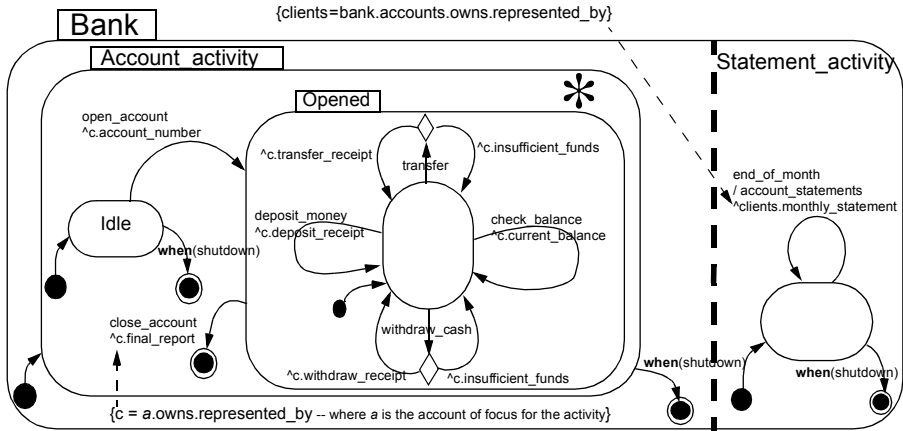 {clients=bank.accounts.owns.represented_by}
Bank
Account_activity
Statement_activity
Opened
*
open_account
^c.account_number
^c.transfer_receipt
^c.insufficient_funds
transfer
end_of_month
/ account_statements
^clients.monthly_statement
Idle
deposit_money
^c.deposit_receipt
check_balance
^c.current_balance
when(shutdown)
close_account
^c.final_report
withdraw_cash
^c.withdraw_receipt
^c.insufficient_funds
when(shutdown)
when(shutdown)
{c = a.owns.represented_by -- where a is the account of focus for the activity}